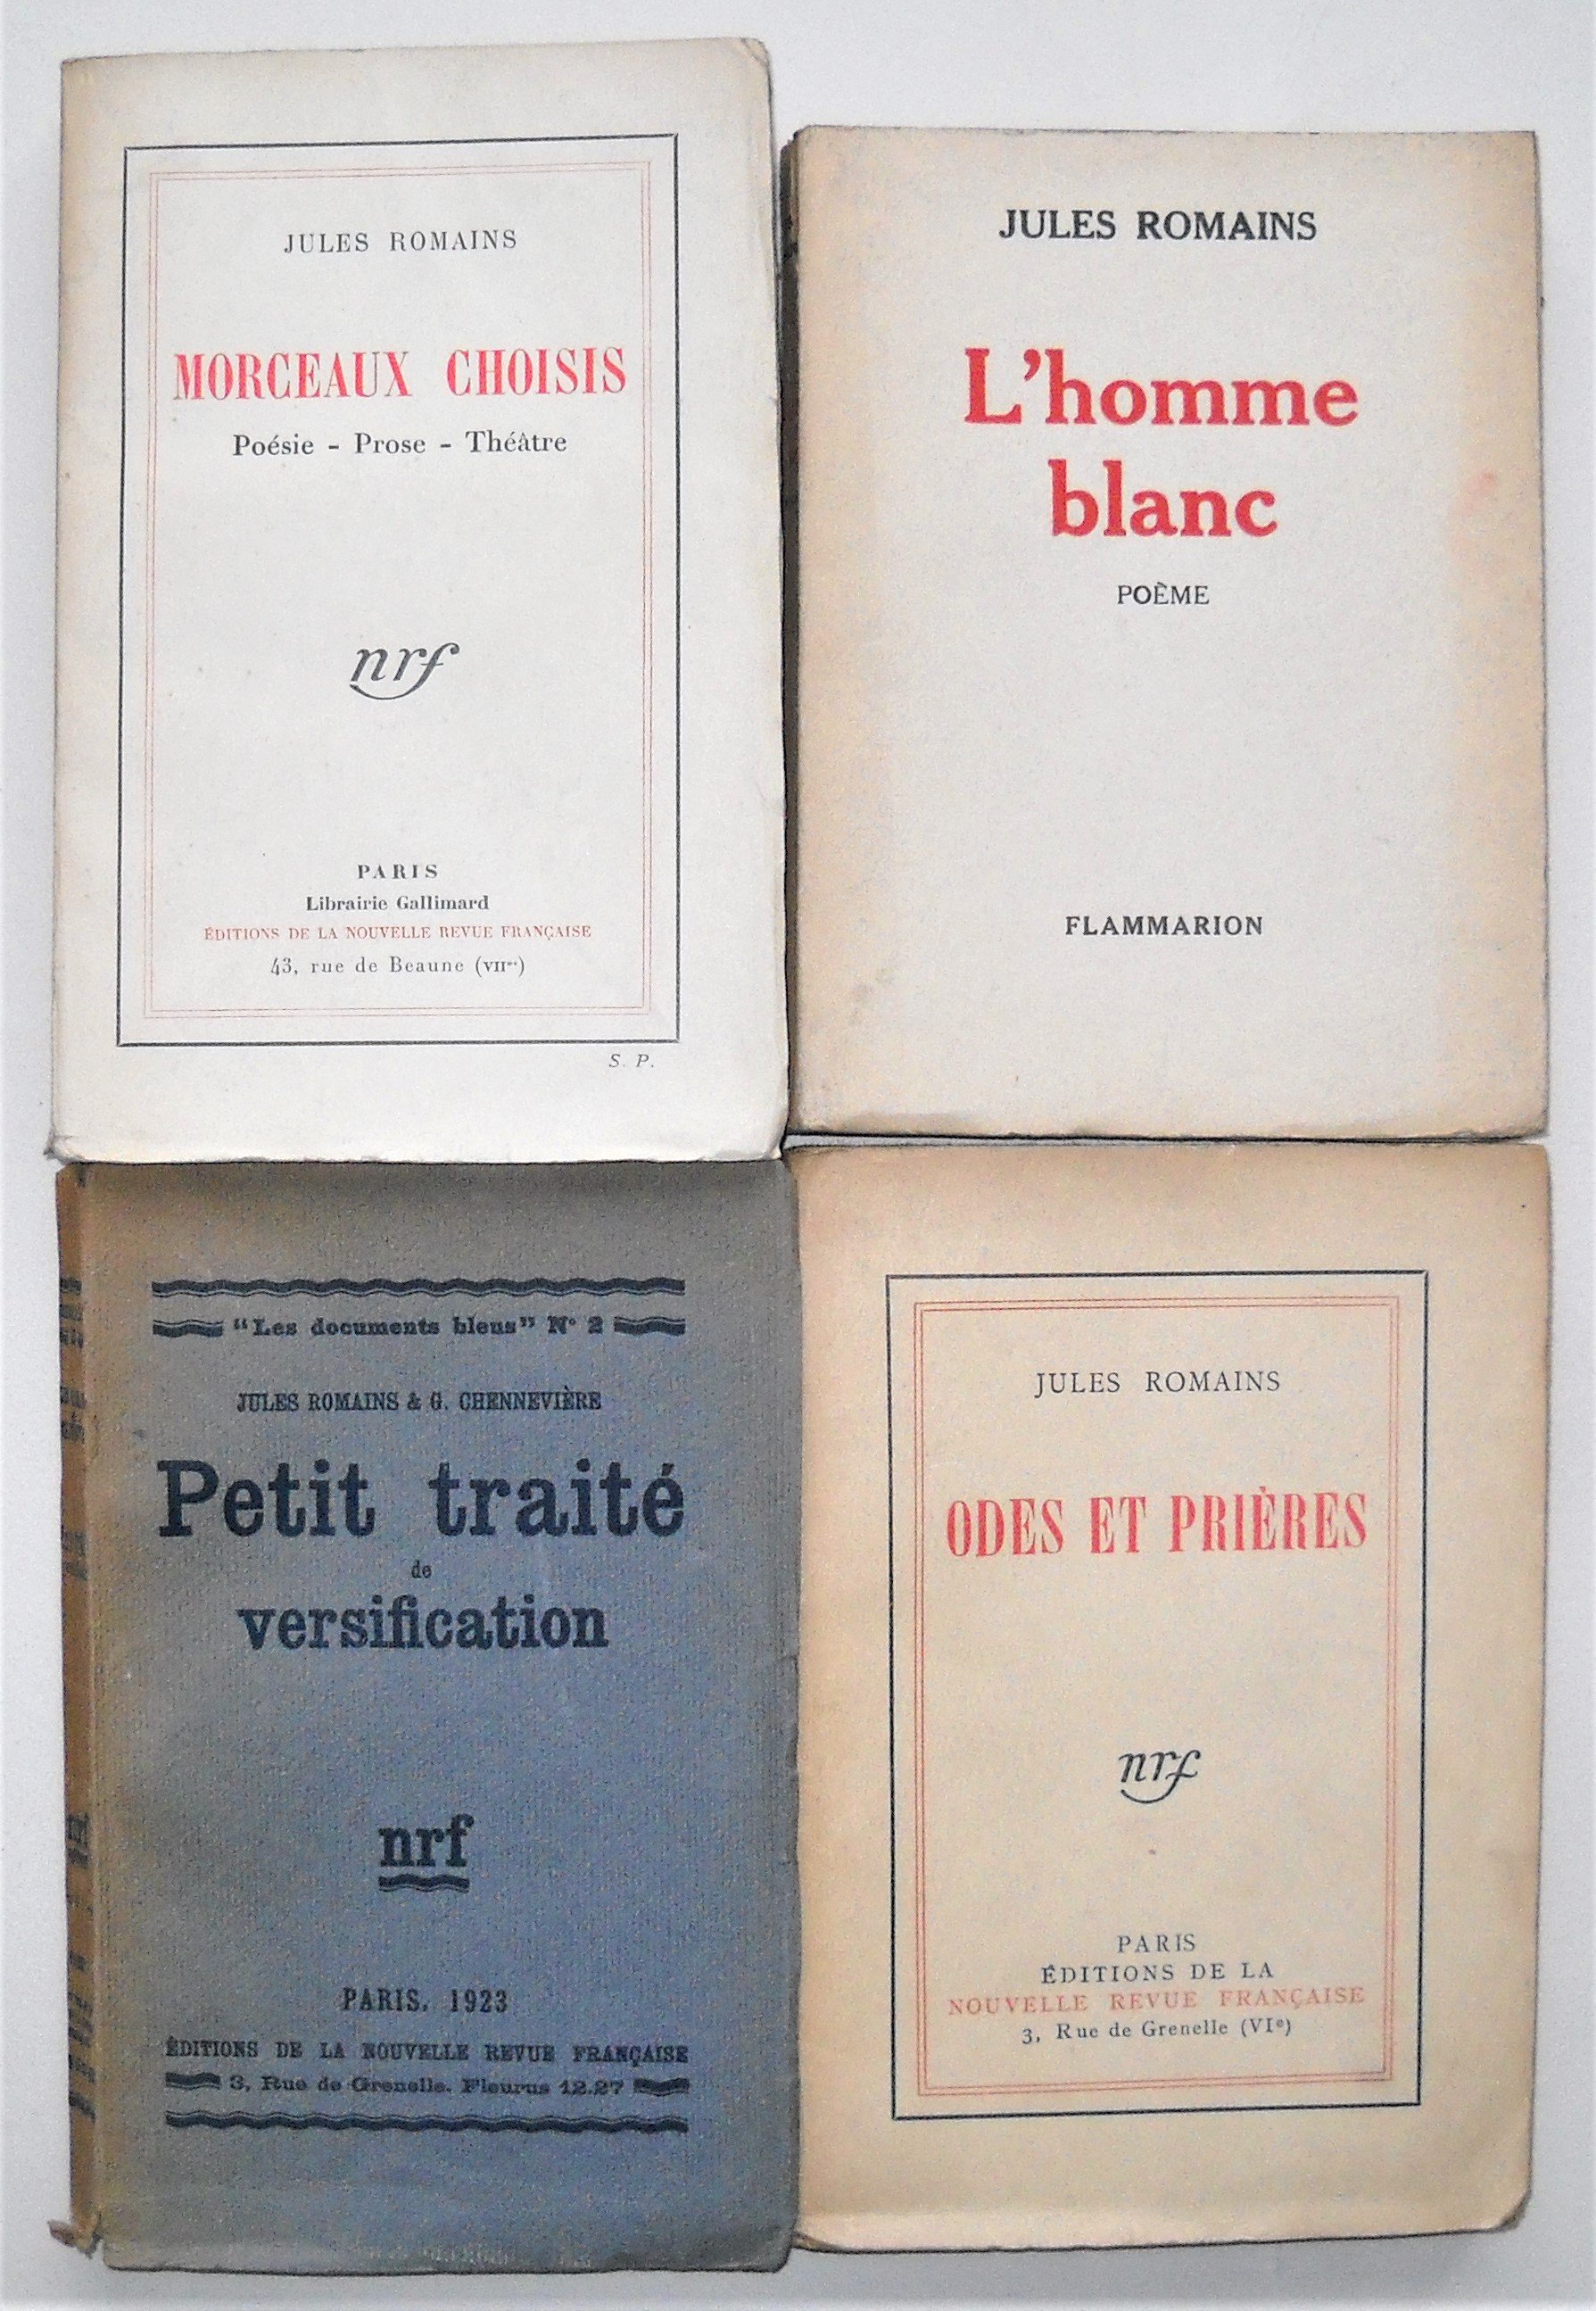 JULES ROMAINS
MORCEAUX CHOISIS
Poésie - Prose - Théâtre
nrf
PARIS
Librairie Gallimard
ÉDITIONS DE LA NOUVELLE REVUE FRANÇAISE
43, rue de Beaune (VIIme)
S. P.
JULES ROMAINS
L'homme
blanc
POÈME
FLAMMARION
"Les documents bleus" N° 2
JULES ROMAINS & G. CHENNEVIÈRE
Petit traité
de
versification
nrf
PARIS. 1923
ÉDITIONS DE LA NOUVELLE REVUE FRANÇAISE
3, Rue de Grenelle. Fleurus 12.27
JULES ROMAINS
ODES ET PRIÈRES
nrf
PARIS
ÉDITIONS DE LA
NOUVELLE REVUE FRANÇAISE
3, Rue de Grenelle (VIe)